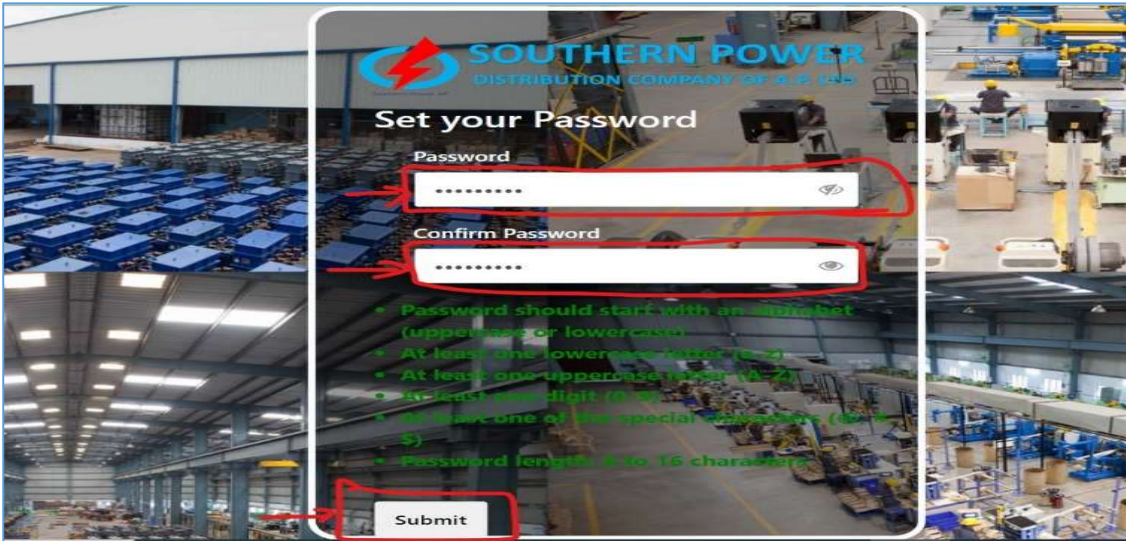 SOUTHERN POWER
DISTRIBUTION COMPANY OF A.P. LTD
Set your Password
Password
•••••••••
Confirm Password
•••••••••
• Password should start with an alphabet
(uppercase or lowercase)
• At least one lowercase letter (a-z)
• At least one uppercase letter (A-Z)
• At least one digit (0-9)
• At least one of the special characters
$)
• Password length: to 16 characters
Submit